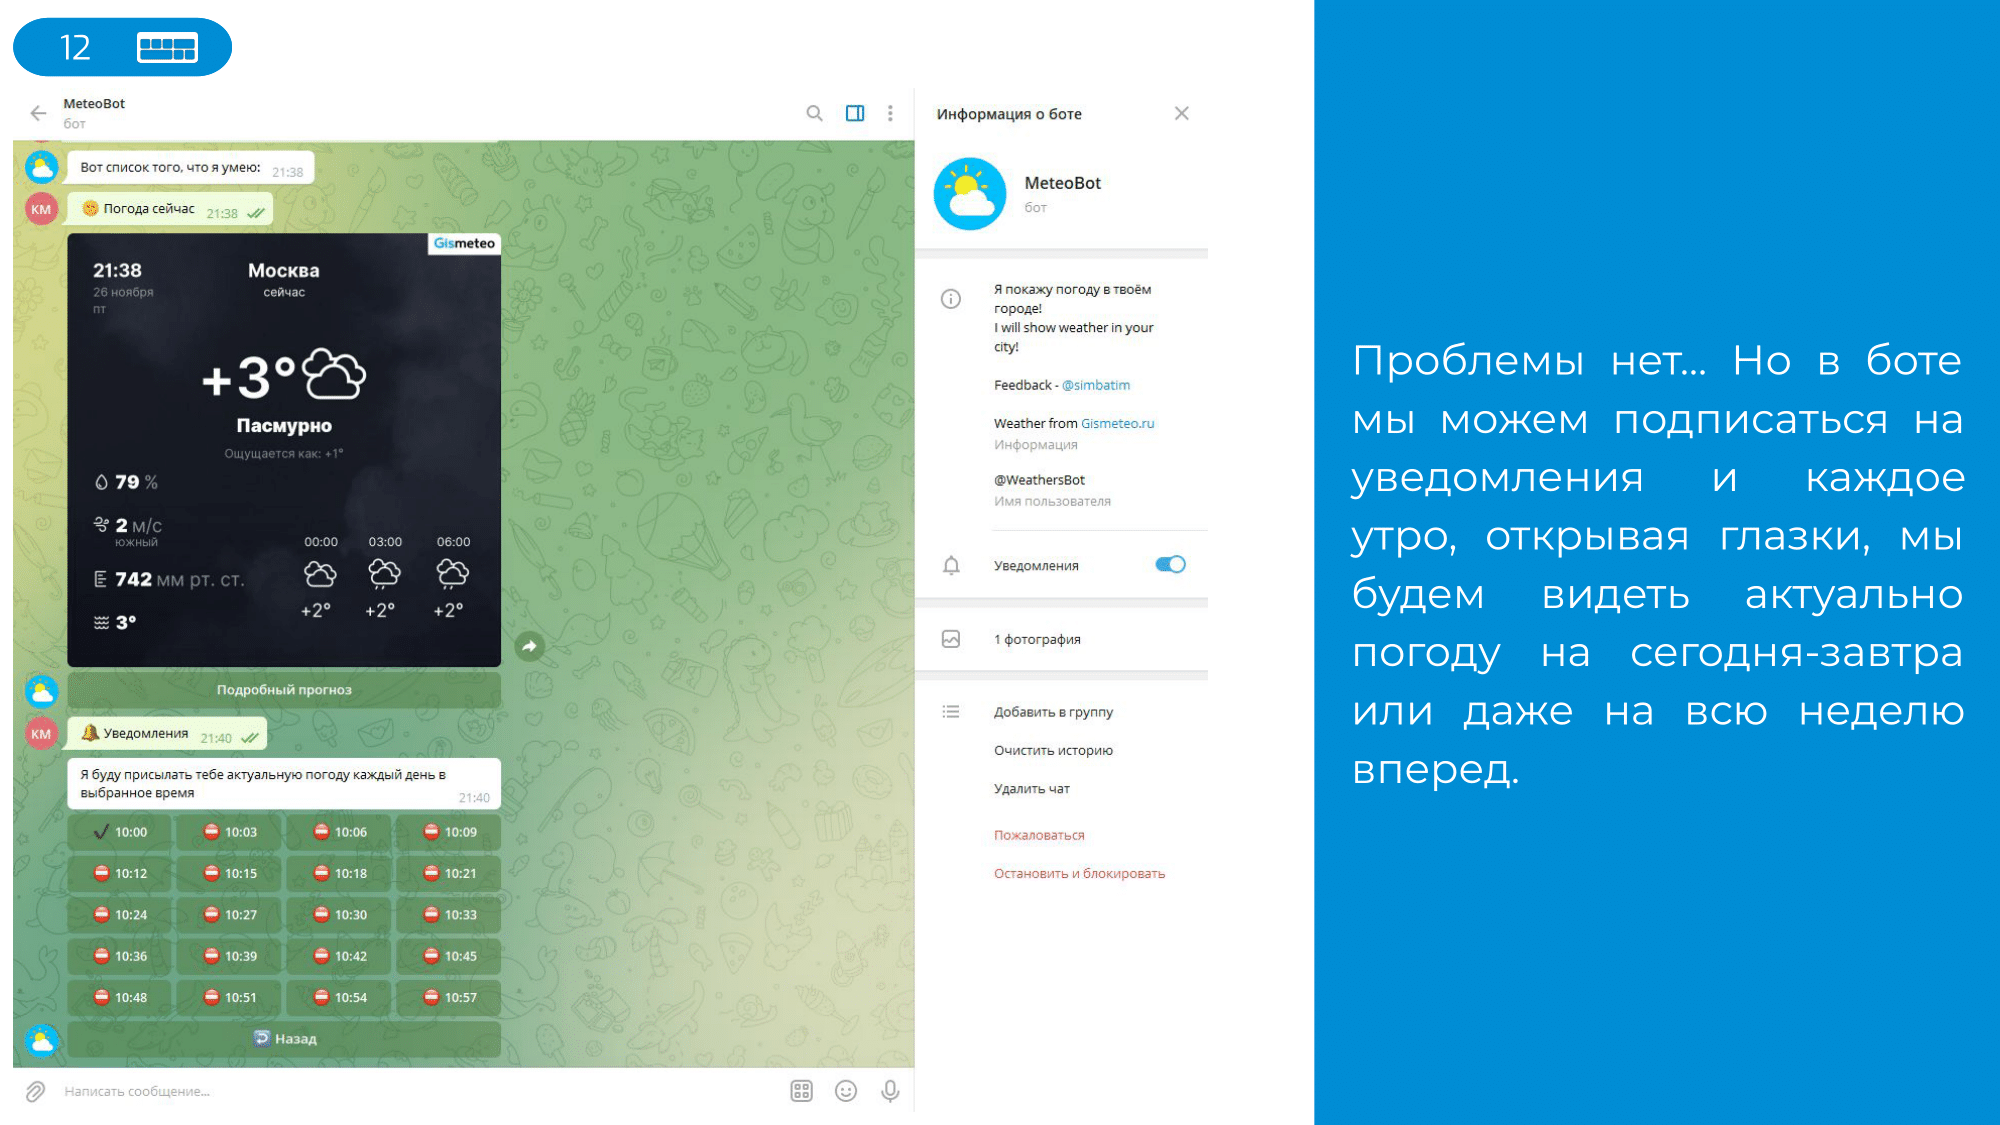 12
MeteoBot
бот
Вот список того, что я умею: 21:38
КМ
Погода сейчас 21:38
Gismeteo
21:38
26 ноября
пт
Москва
сейчас
+3°
Пасмурно
Ощущается как: +1°
79 %
2 м/с
южный
742 мм рт. ст.
3°
00:00 03:00 06:00
+2° +2° +2°
Подробный прогноз
КМ
Уведомления 21:40
Я буду присылать тебе актуальную погоду каждый день в
выбранное время 21:40
10:00 10:03 10:06 10:09
10:12 10:15 10:18 10:21
10:24 10:27 10:30 10:33
10:36 10:39 10:42 10:45
10:48 10:51 10:54 10:57
Назад
Написать сообщение...
Информация о боте
MeteoBot
бот
Я покажу погоду в твоём
городе!
I will show weather in your
city!
Feedback - @simbatim
Weather from Gismeteo.ru
Информация
@WeathersBot
Имя пользователя
Уведомления
1 фотография
Добавить в группу
Очистить историю
Удалить чат
Пожаловаться
Остановить и блокировать
Проблемы нет... Но в боте
мы можем подписаться на
уведомления и каждое
утро, открывая глазки, мы
будем видеть актуально
погоду на сегодня-завтра
или даже на всю неделю
вперед.